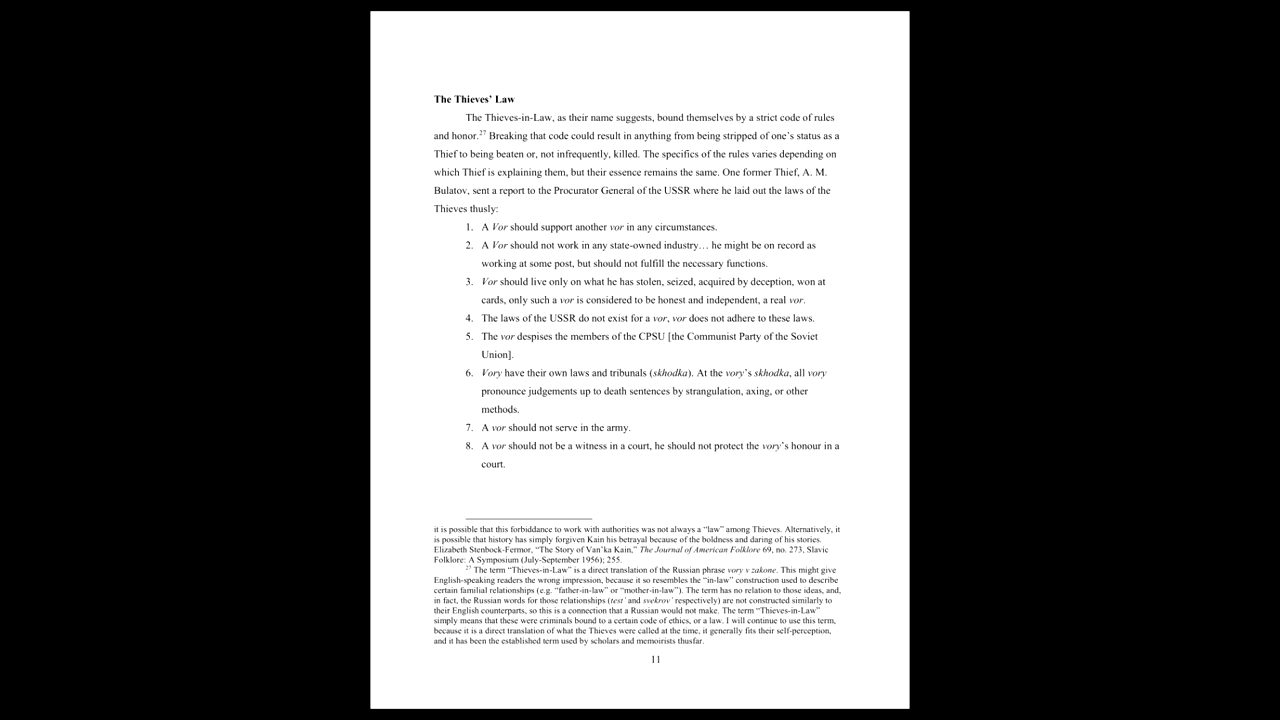 The Thieves' Law
The Thieves-in-Law, as their name suggests, bound themselves by a strict code of rules
and honor.27 Breaking that code could result in anything from being stripped of one's status as a
Thief to being beaten or, not infrequently, killed. The specifics of the rules varies depending on
which Thief is explaining them, but their essence remains the same. One former Thief, A. M.
Bulatov, sent a report to the Procurator General of the USSR where he laid out the laws of the
Thieves thusly:
1. A Vor should support another vor in any circumstances.
2. A Vor should not work in any state-owned industry… he might be on record as
working at some post, but should not fulfill the necessary functions.
3. Vor should live only on what he has stolen, seized, acquired by deception, won at
cards, only such a vor is considered to be honest and independent, a real vor.
4. The laws of the USSR do not exist for a vor, vor does not adhere to these laws.
5. The vor despises the members of the CPSU [the Communist Party of the Soviet
Union].
6. Vory have their own laws and tribunals (skhodka). At the vory's skhodka, all vory
pronounce judgements up to death sentences by strangulation, axing, or other
methods.
7. A vor should not serve in the army.
8. A vor should not be a witness in a court, he should not protect the vory's honour in a
court.
it is possible that this forbiddance to work with authorities was not always a "law" among Thieves. Alternatively, it
is possible that history has simply forgiven Kain his betrayal because of the boldness and daring of his stories.
Elizabeth Stenbock-Fermor, "The Story of Van'ka Kain," The Journal of American Folklore 69, no. 273, Slavic
Folklore: A Symposium (July-September 1956); 255.
27 The term "Thieves-in-Law" is a direct translation of the Russian phrase vory v zakone. This might give
English-speaking readers the wrong impression, because it so resembles the "in-law" construction used to describe
certain familial relationships (e.g. "father-in-law" or "mother-in-law"). The term has no relation to those ideas, and,
in fact, the Russian words for those relationships (test' and svekrov' respectively) are not constructed similarly to
their English counterparts, so this is a connection that a Russian would not make. The term "Thieves-in-Law"
simply means that these were criminals bound to a certain code of ethics, or a law. I will continue to use this term,
because it is a direct translation of what the Thieves were called at the time, it generally fits their self-perception,
and it has been the established term used by scholars and memoirists thusfar.
11